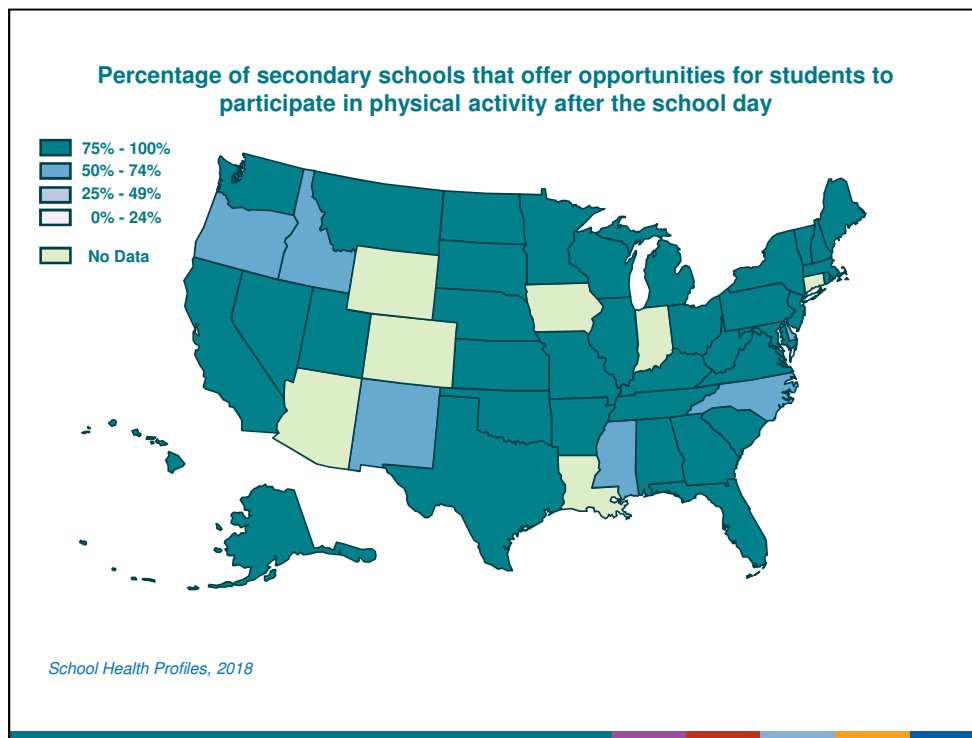 Percentage of secondary schools that offer opportunities for students to
participate in physical activity after the school day
75% - 100%
50% - 74%
25% - 49%
0% - 24%
No Data
School Health Profiles, 2018